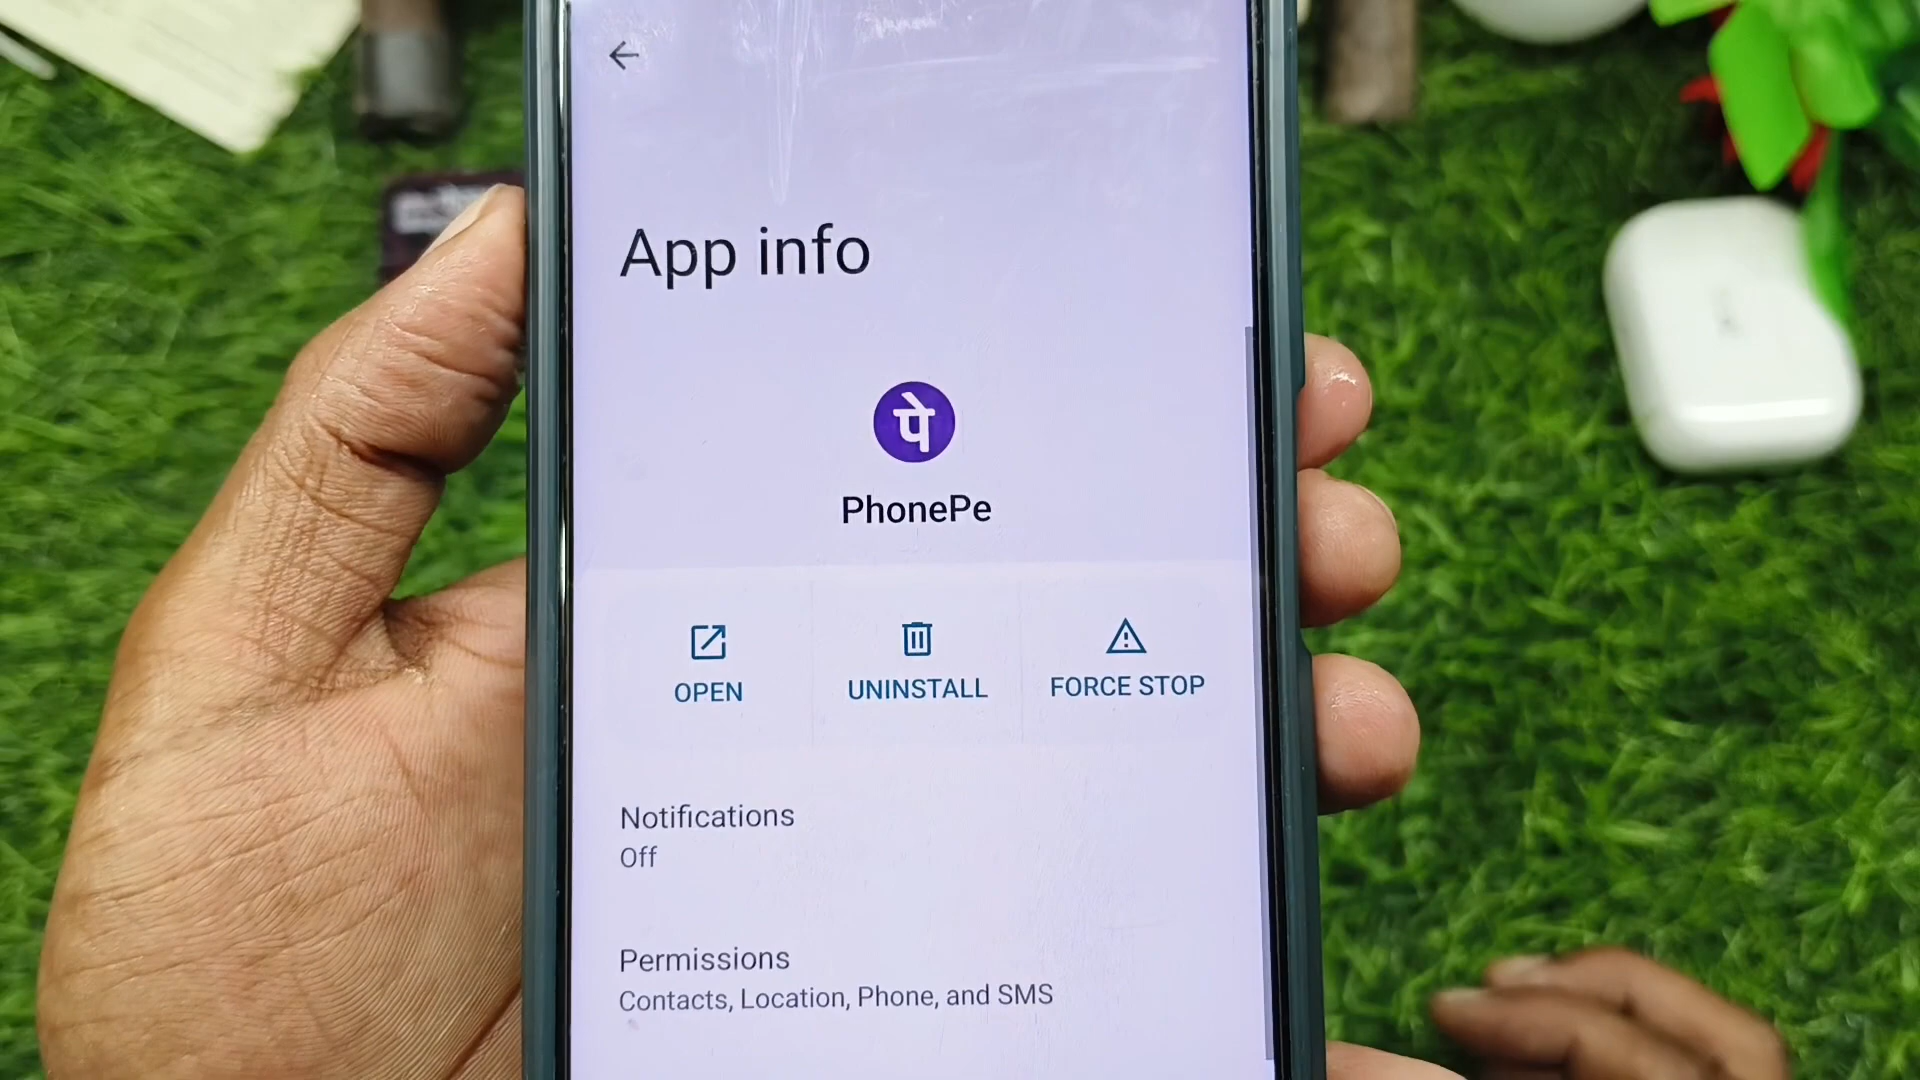 App info
पे
PhonePe
OPEN
UNINSTALL
FORCE STOP
Notifications
Off
Permissions
Contacts, Location, Phone, and SMS